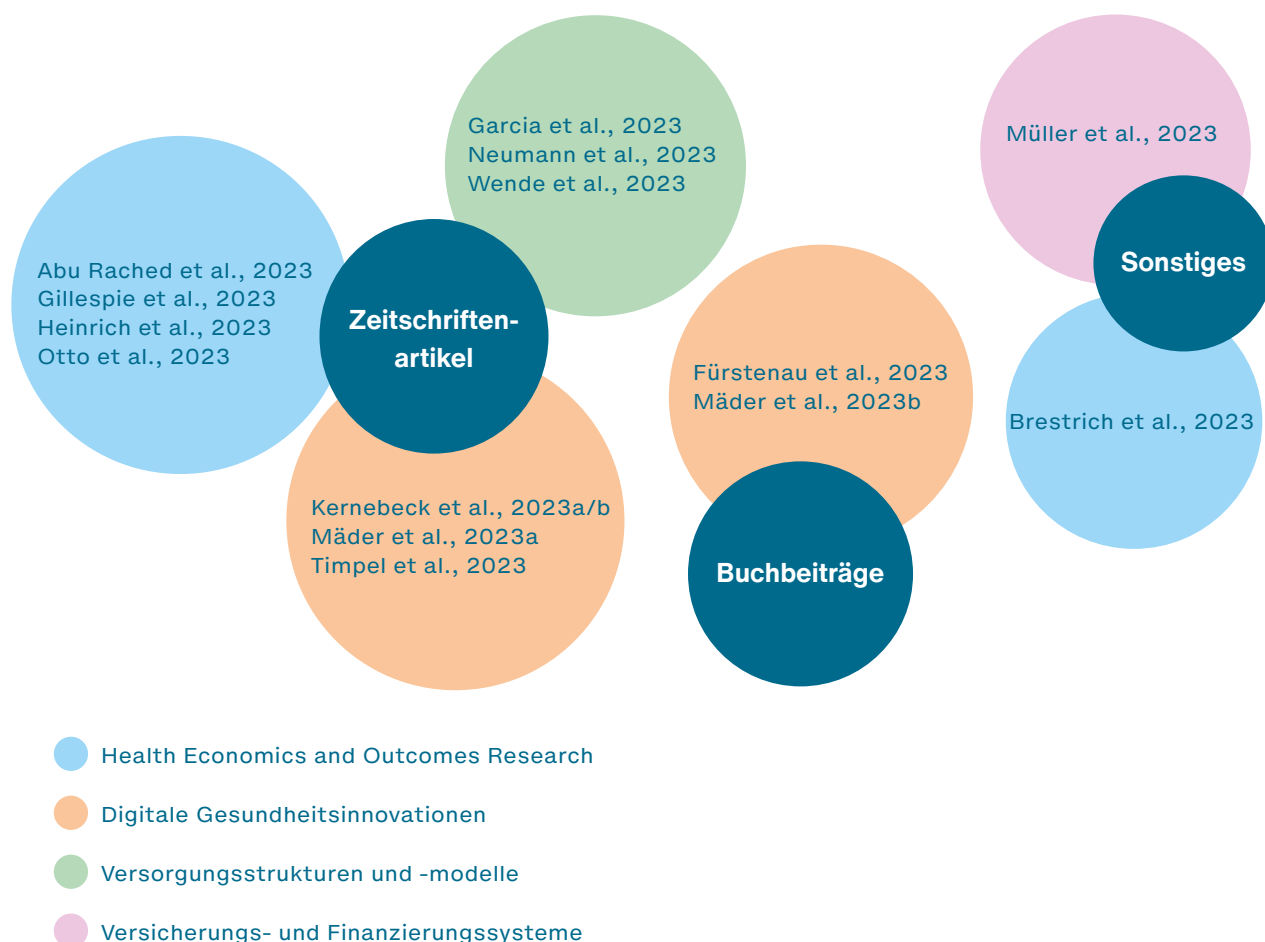 Garcia et al., 2023
Neumann et al., 2023
Wende et al., 2023
Müller et al., 2023
Abu Rached et al., 2023
Gillespie et al., 2023
Heinrich et al., 2023
Otto et al., 2023
Zeitschriften-
artikel
Sonstiges
Fürstenau et al., 2023
Mäder et al., 2023b
Brestrich et al., 2023
Kernebeck et al., 2023a/b
Mäder et al., 2023a
Timpel et al., 2023
Buchbeiträge
Health Economics and Outcomes Research
Digitale Gesundheitsinnovationen
Versorgungsstrukturen und -modelle
Versicherungs- und Finanzierungssysteme